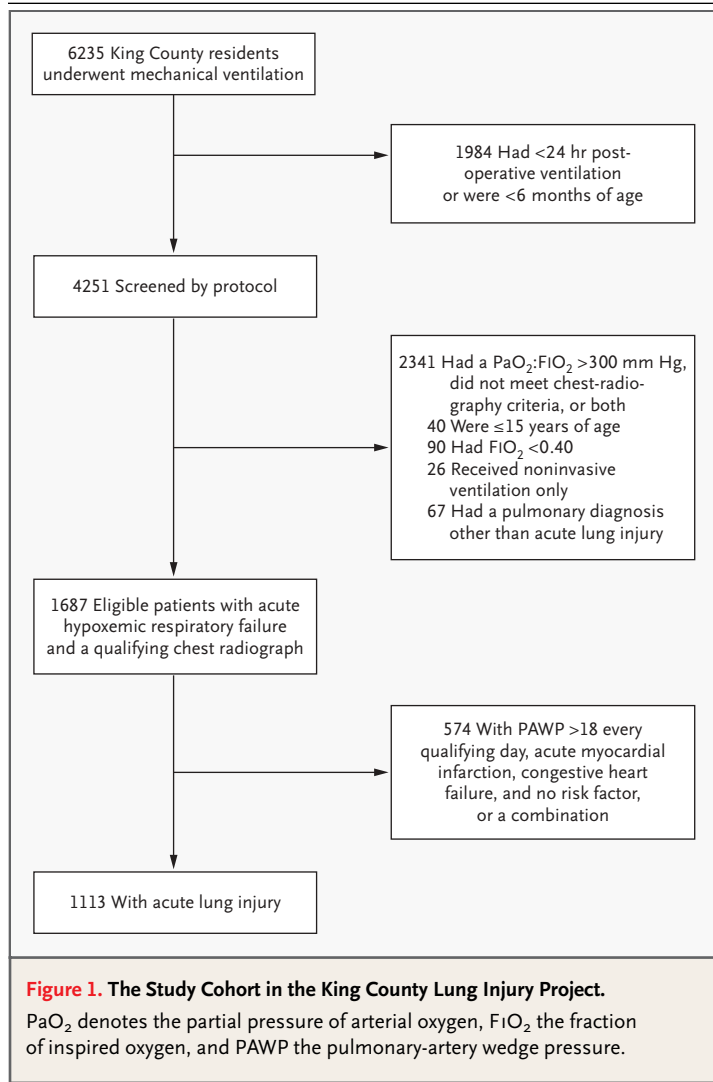 6235 King County residents
underwent mechanical ventilation
1984 Had <24 hr post-
operative ventilation
or were <6 months of age
4251 Screened by protocol
2341 Had a PaO₂:FIO₂ >300 mm Hg,
did not meet chest-radio-
graphy criteria, or both
40 Were ≤15 years of age
90 Had FIO₂ <0.40
26 Received noninvasive
ventilation only
67 Had a pulmonary diagnosis
other than acute lung injury
1687 Eligible patients with acute
hypoxemic respiratory failure
and a qualifying chest radiograph
574 With PAWP >18 every
qualifying day, acute myocardial
infarction, congestive heart
failure, and no risk factor,
or a combination
1113 With acute lung injury
Figure 1. The Study Cohort in the King County Lung Injury Project.
PaO₂ denotes the partial pressure of arterial oxygen, FIO₂ the fraction
of inspired oxygen, and PAWP the pulmonary-artery wedge pressure.